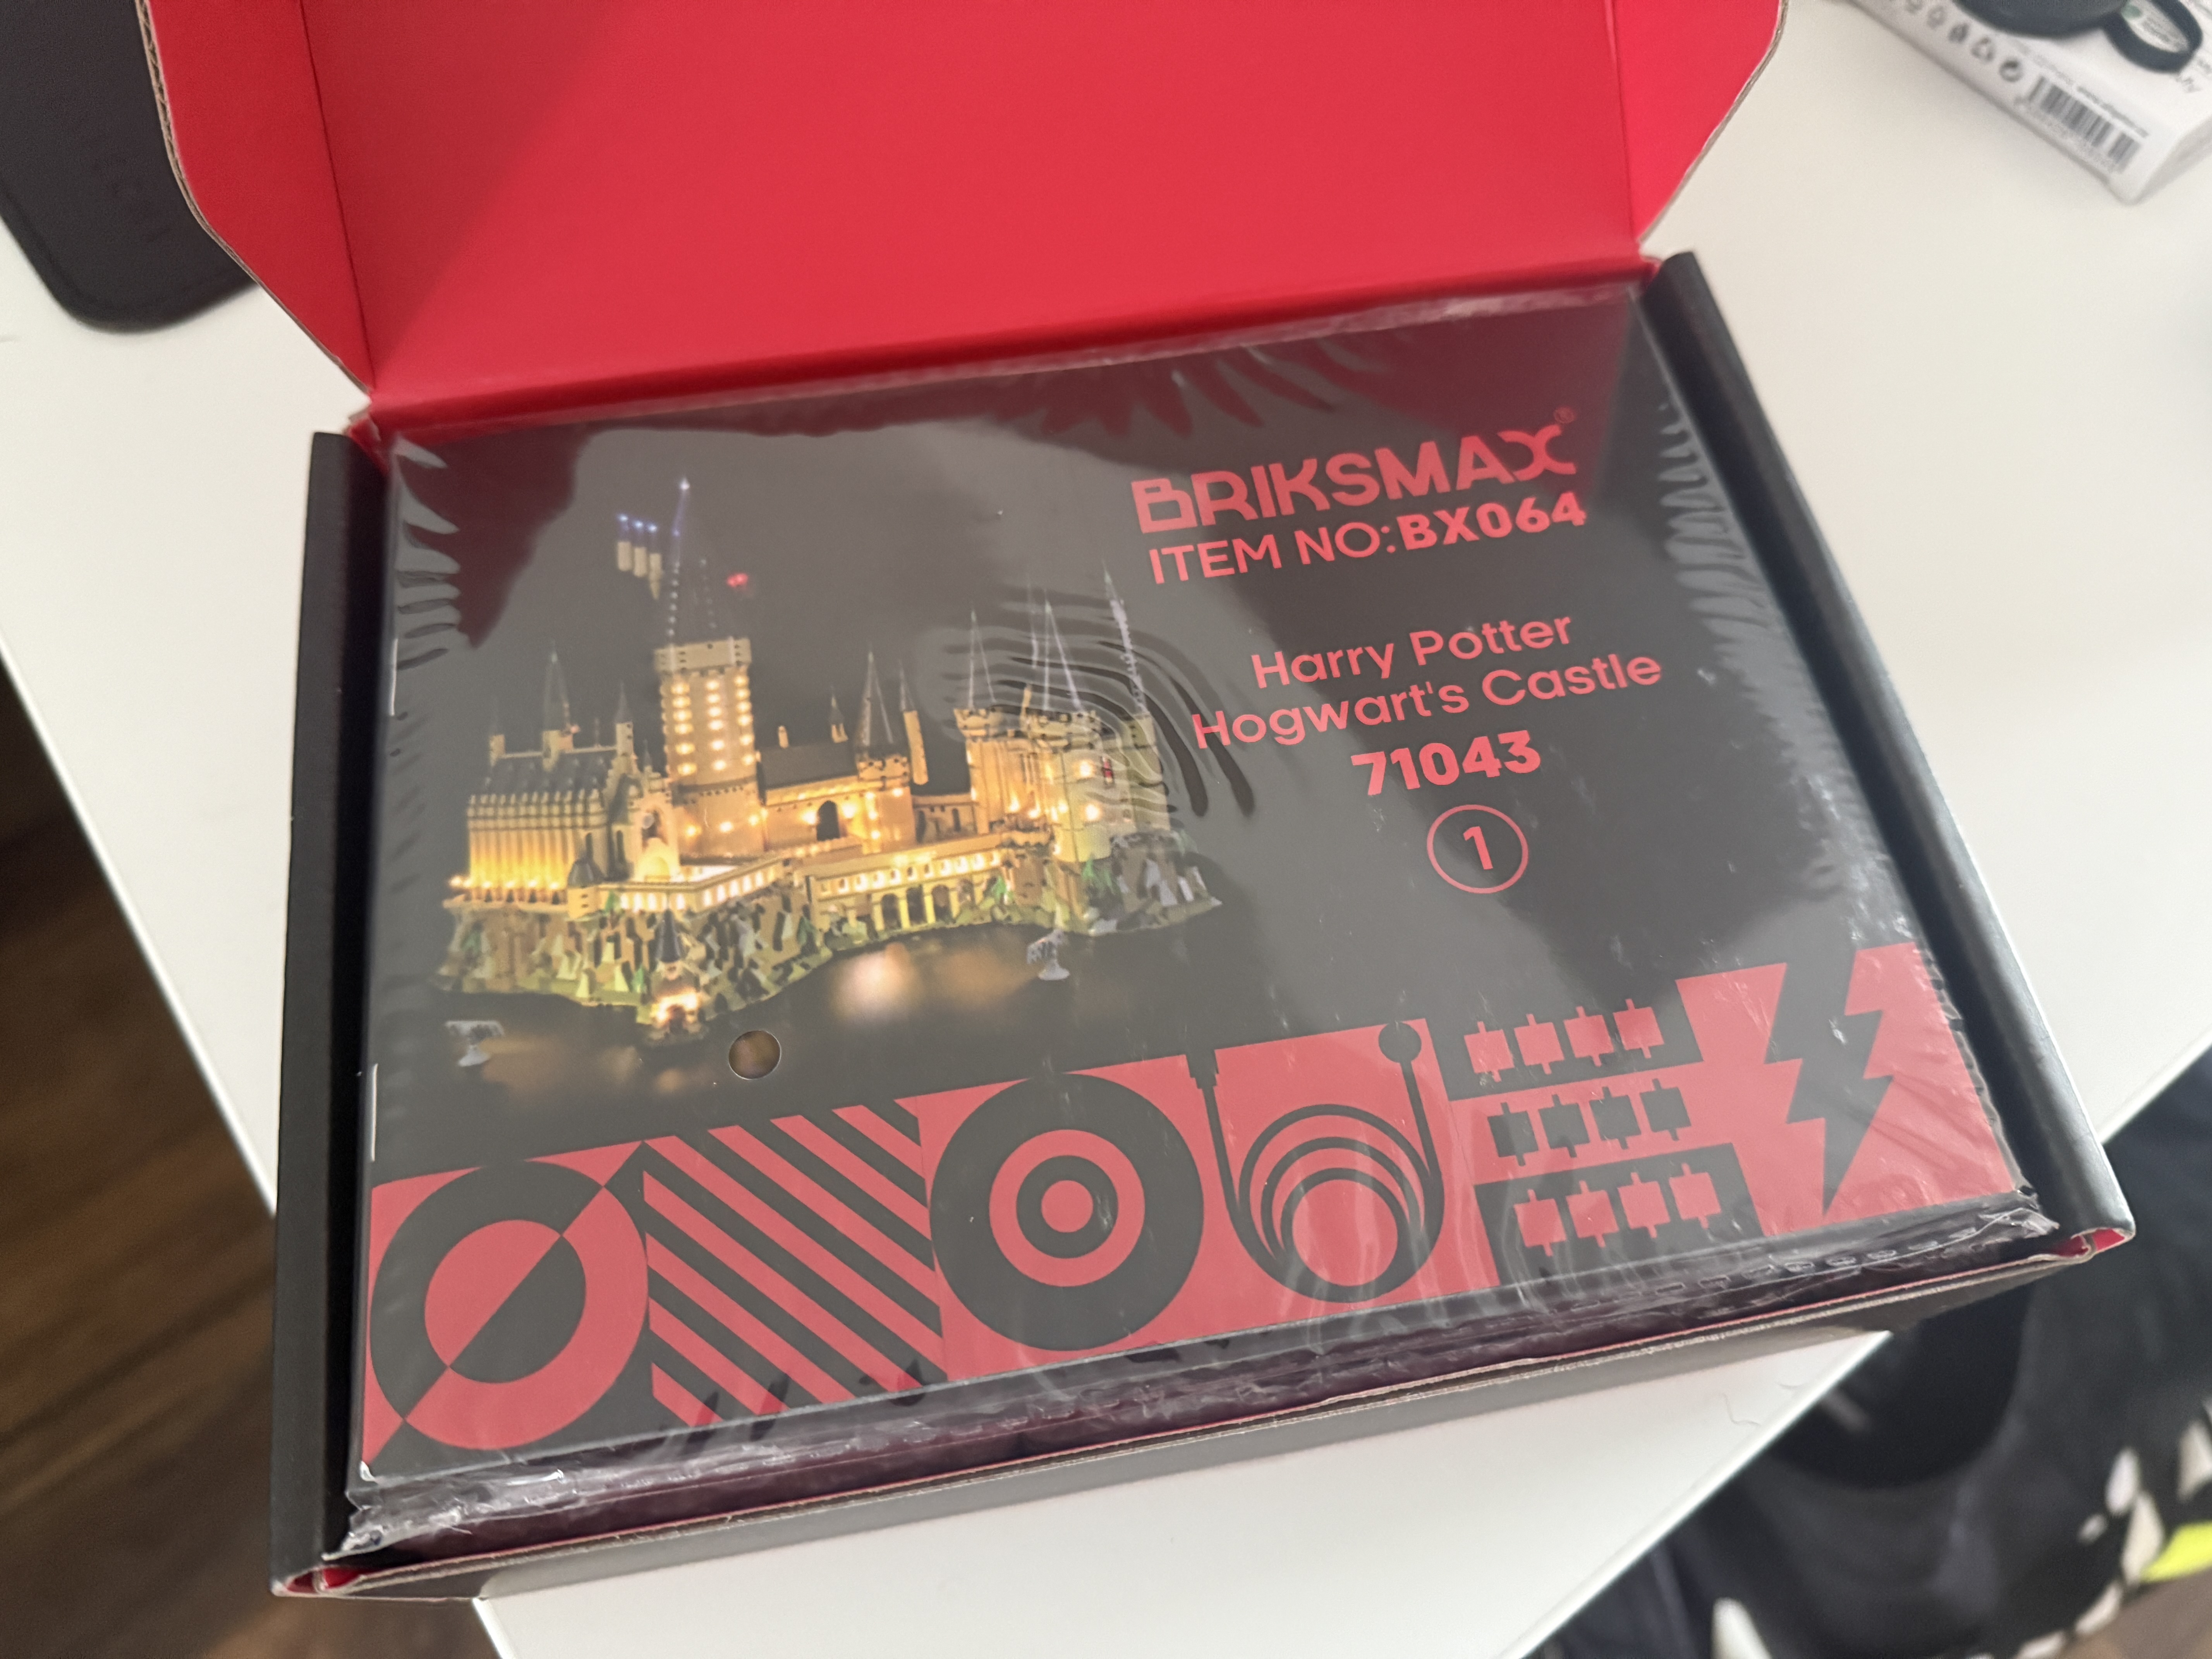 BRIKSMAX®
ITEM NO:BX064
Harry Potter
Hogwart's Castle
71043
1